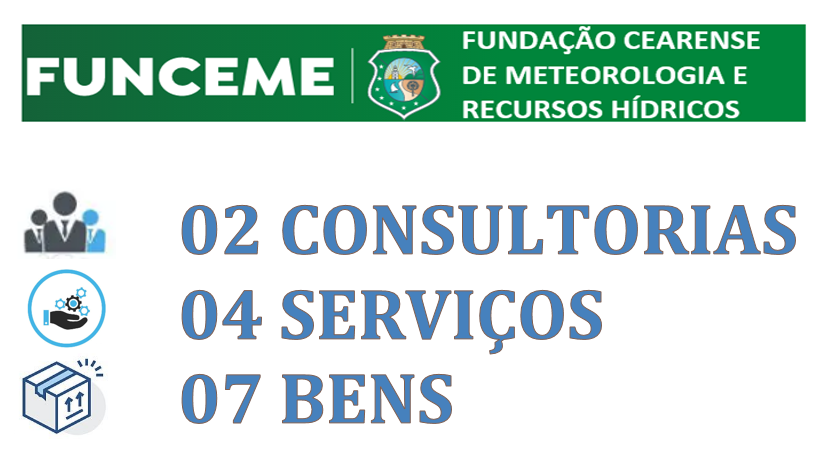 FUNCEME
FUNDAÇÃO CEARENSE
DE METEOROLOGIA E
RECURSOS HÍDRICOS
02 CONSULTORIAS
04 SERVIÇOS
07 BENS